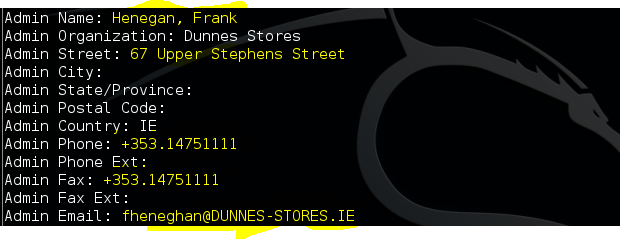 Admin Name: Henegan, Frank
Admin Organization: Dunnes Stores
Admin Street: 67 Upper Stephens Street
Admin City:
Admin State/Province:
Admin Postal Code:
Admin Country: IE
Admin Phone: +353.14751111
Admin Phone Ext:
Admin Fax: +353.14751111
Admin Fax Ext:
Admin Email: fheneghan@DUNNES-STORES.IE